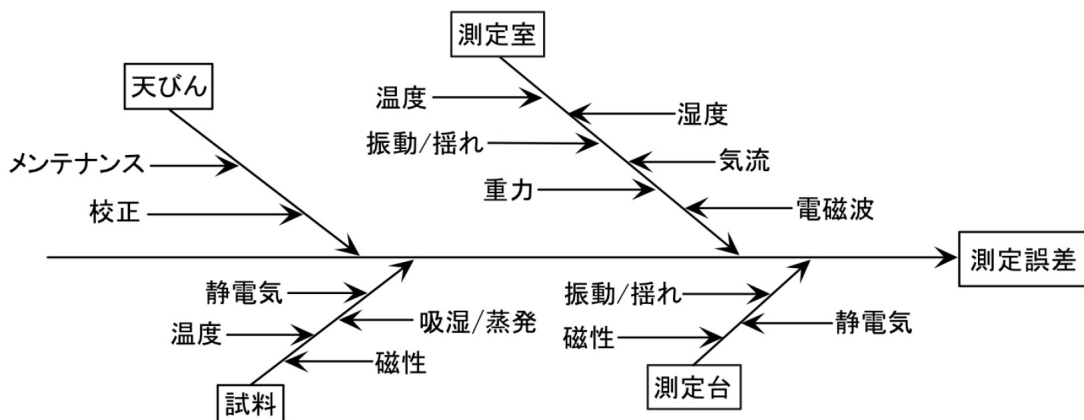 測定室
天びん
温度
湿度
振動/揺れ
気流
メンテナンス
重力
校正
電磁波
測定誤差
静電気
振動/揺れ
吸湿/蒸発
静電気
温度
磁性
磁性
試料
測定台